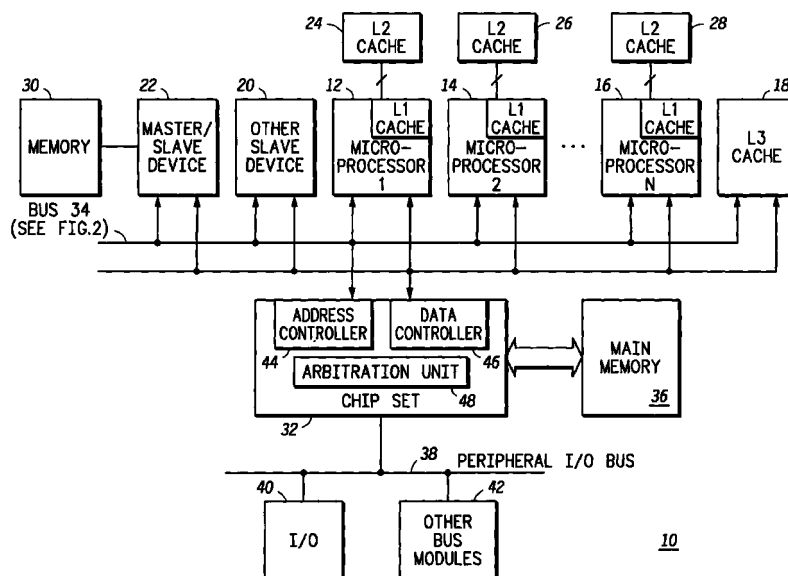 24
L2
CACHE
L2
CACHE
26
L2
CACHE
28
30
MEMORY
22
MASTER/
SLAVE
DEVICE
20
OTHER
SLAVE
DEVICE
12
L1
CACHE
MICRO-
PROCESSOR
1
14
L1
CACHE
MICRO-
PROCESSOR
2
...
16
L1
CACHE
MICRO-
PROCESSOR
N
18
L3
CACHE
BUS 34
(SEE FIG.2)
ADDRESS
CONTROLLER
44
DATA
CONTROLLER
46
ARBITRATION UNIT
48
CHIP SET
32
MAIN
MEMORY
36
38
PERIPHERAL I/O BUS
40
I/O
42
OTHER
BUS
MODULES
10